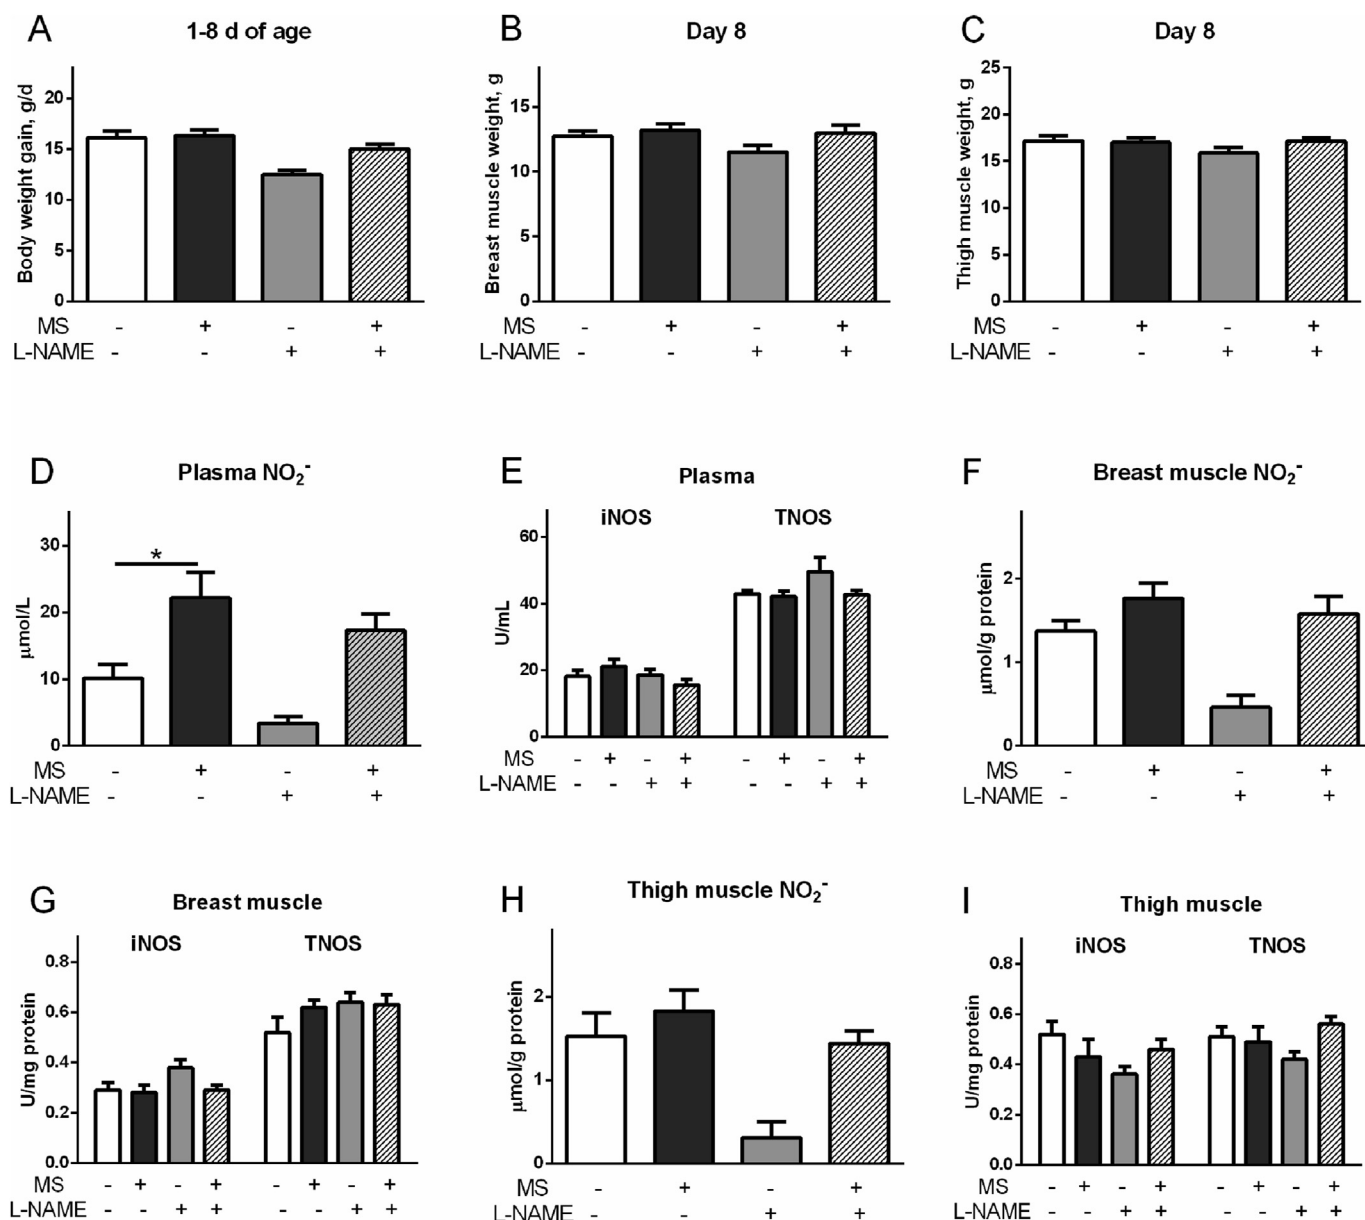 A 1-8 d of age
Body weight gain, g/d
20
15
10
5
0
MS - + - +
L-NAME - - + +
B Day 8
Breast muscle weight, g
15
10
5
0
MS - + - +
L-NAME - - + +
C Day 8
Thigh muscle weight, g
25
20
15
10
5
0
MS - + - +
L-NAME - - + +
D Plasma NO₂⁻
μmol/L
30
20
10
0
*
MS - + - +
L-NAME - - + +
E Plasma
iNOS TNOS
U/mL
60
40
20
0
MS - + - + - + - +
L-NAME - - + + - - + +
F Breast muscle NO₂⁻
μmol/g protein
2
1
0
MS - + - +
L-NAME - - + +
G Breast muscle
iNOS TNOS
U/mg protein
0.8
0.6
0.4
0.2
0.0
MS - + - + - + - +
L-NAME - - + + - - + +
H Thigh muscle NO₂⁻
μmol/g protein
2
1
0
MS - + - +
L-NAME - - + +
I Thigh muscle
iNOS TNOS
U/mg protein
0.8
0.6
0.4
0.2
0.0
MS - + - + - + - +
L-NAME - - + + - - + +